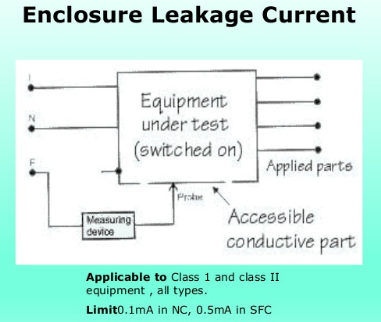 Enclosure Leakage Current
I
N
F
Equipment
under test
(switched on)
Applied parts
Probe
Measuring
device
Accessible
conductive part
Applicable to Class 1 and class II
equipment , all types.
Limit0.1mA in NC, 0.5mA in SFC